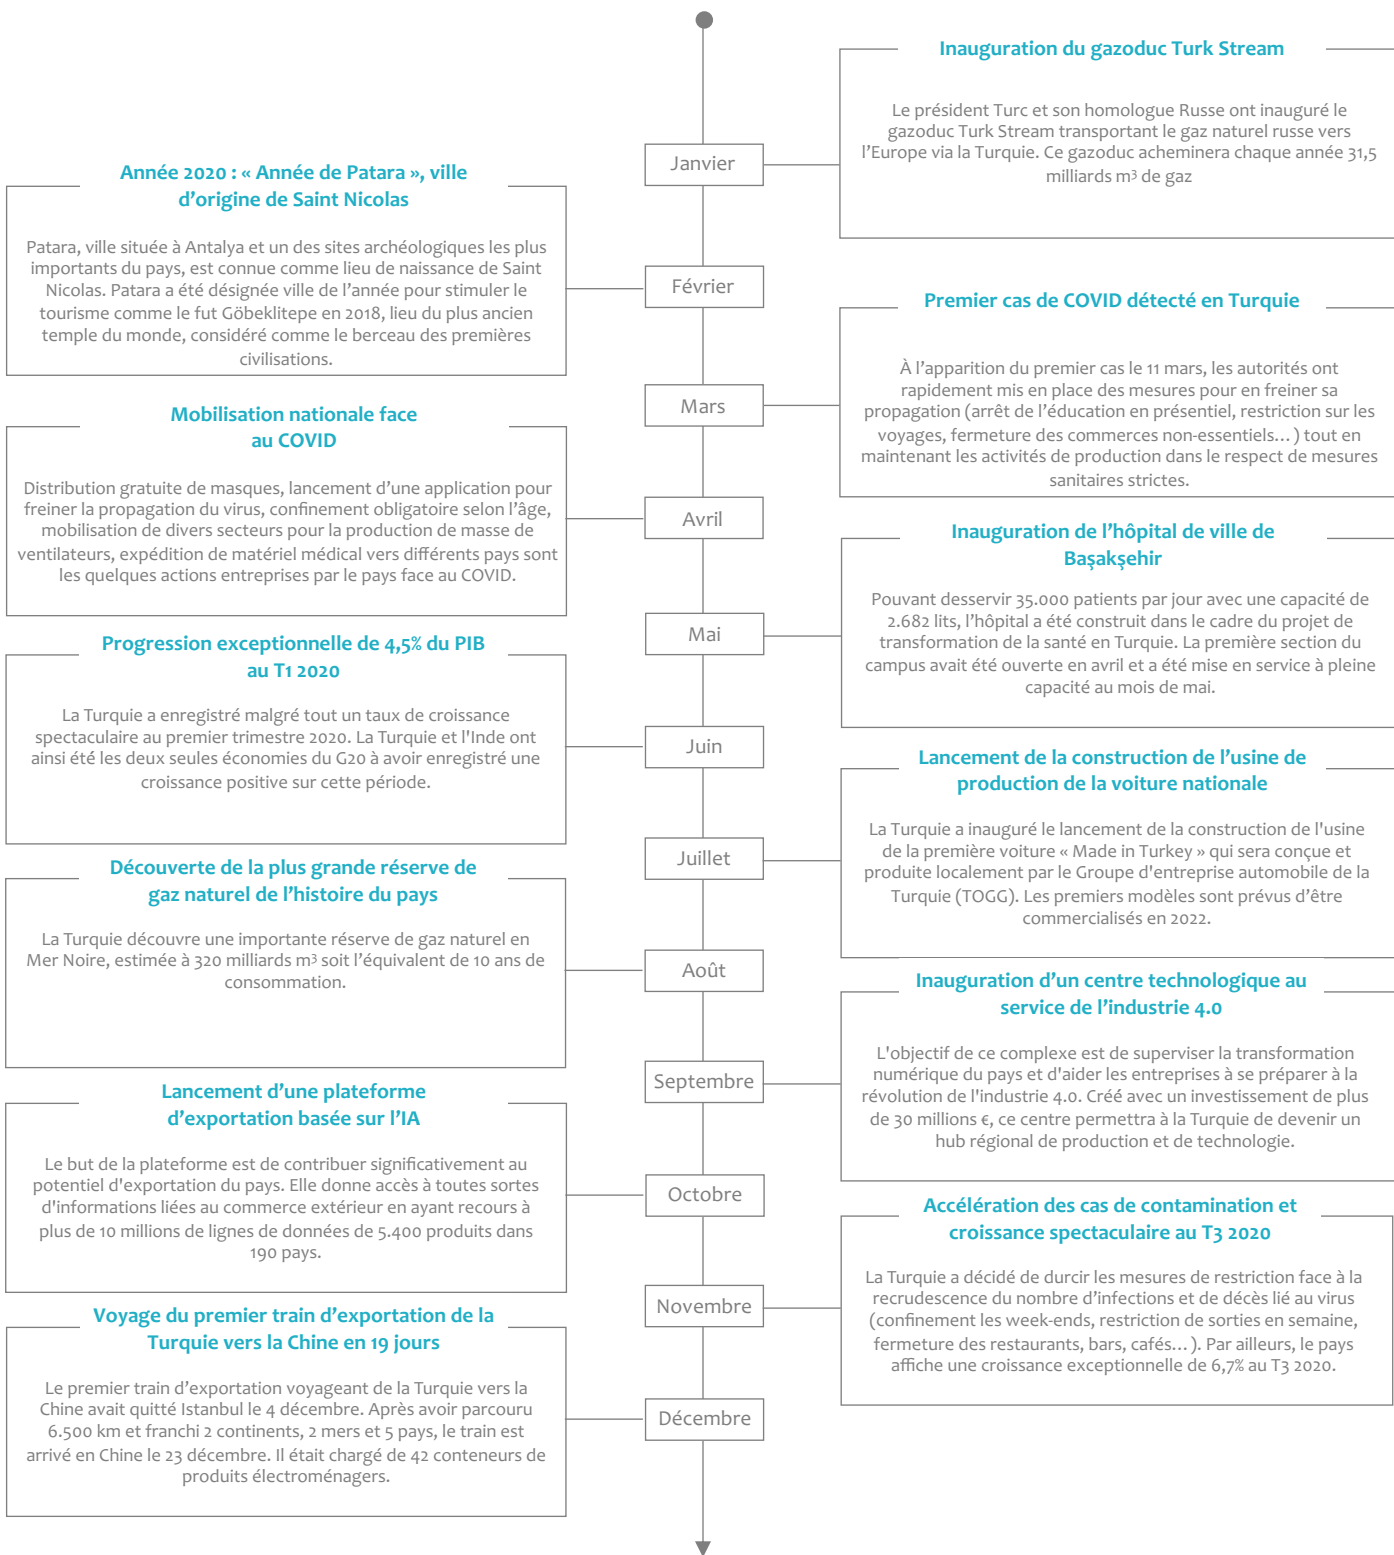 Inauguration du gazoduc Turk Stream
Le président Turc et son homologue Russe ont inauguré le
gazoduc Turk Stream transportant le gaz naturel russe vers
l’Europe via la Turquie. Ce gazoduc acheminera chaque année 31,5
milliards m³ de gaz
Janvier
Année 2020 : « Année de Patara », ville
d’origine de Saint Nicolas
Patara, ville située à Antalya et un des sites archéologiques les plus
importants du pays, est connue comme lieu de naissance de Saint
Nicolas. Patara a été désignée ville de l’année pour stimuler le
tourisme comme le fut Göbeklitepe en 2018, lieu du plus ancien
temple du monde, considéré comme le berceau des premières
civilisations.
Février
Premier cas de COVID détecté en Turquie
À l’apparition du premier cas le 11 mars, les autorités ont
rapidement mis en place des mesures pour en freiner sa
propagation (arrêt de l’éducation en présentiel, restriction sur les
voyages, fermeture des commerces non-essentiels…) tout en
maintenant les activités de production dans le respect de mesures
sanitaires strictes.
Mars
Mobilisation nationale face
au COVID
Distribution gratuite de masques, lancement d’une application pour
freiner la propagation du virus, confinement obligatoire selon l’âge,
mobilisation de divers secteurs pour la production de masse de
ventilateurs, expédition de matériel médical vers différents pays sont
les quelques actions entreprises par le pays face au COVID.
Avril
Inauguration de l’hôpital de ville de
Başakşehir
Pouvant desservir 35.000 patients par jour avec une capacité de
2.682 lits, l’hôpital a été construit dans le cadre du projet de
transformation de la santé en Turquie. La première section du
campus avait été ouverte en avril et a été mise en service à pleine
capacité au mois de mai.
Mai
Progression exceptionnelle de 4,5% du PIB
au T1 2020
La Turquie a enregistré malgré tout un taux de croissance
spectaculaire au premier trimestre 2020. La Turquie et l'Inde ont
ainsi été les deux seules économies du G20 à avoir enregistré une
croissance positive sur cette période.
Juin
Lancement de la construction de l’usine de
production de la voiture nationale
La Turquie a inauguré le lancement de la construction de l'usine
de la première voiture « Made in Turkey » qui sera conçue et
produite localement par le Groupe d'entreprise automobile de la
Turquie (TOGG). Les premiers modèles sont prévus d’être
commercialisés en 2022.
Juillet
Découverte de la plus grande réserve de
gaz naturel de l’histoire du pays
La Turquie découvre une importante réserve de gaz naturel en
Mer Noire, estimée à 320 milliards m³ soit l’équivalent de 10 ans de
consommation.
Août
Inauguration d’un centre technologique au
service de l’industrie 4.0
L'objectif de ce complexe est de superviser la transformation
numérique du pays et d'aider les entreprises à se préparer à la
révolution de l'industrie 4.0. Créé avec un investissement de plus
de 30 millions €, ce centre permettra à la Turquie de devenir un
hub régional de production et de technologie.
Septembre
Lancement d’une plateforme
d’exportation basée sur l’IA
Le but de la plateforme est de contribuer significativement au
potentiel d'exportation du pays. Elle donne accès à toutes sortes
d'informations liées au commerce extérieur en ayant recours à
plus de 10 millions de lignes de données de 5.400 produits dans
190 pays.
Octobre
Accélération des cas de contamination et
croissance spectaculaire au T3 2020
La Turquie a décidé de durcir les mesures de restriction face à la
recrudescence du nombre d’infections et de décès lié au virus
(confinement les week-ends, restriction de sorties en semaine,
fermeture des restaurants, bars, cafés…). Par ailleurs, le pays
affiche une croissance exceptionnelle de 6,7% au T3 2020.
Novembre
Voyage du premier train d’exportation de la
Turquie vers la Chine en 19 jours
Le premier train d’exportation voyageant de la Turquie vers la
Chine avait quitté Istanbul le 4 décembre. Après avoir parcouru
6.500 km et franchi 2 continents, 2 mers et 5 pays, le train est
arrivé en Chine le 23 décembre. Il était chargé de 42 conteneurs de
produits électroménagers.
Décembre